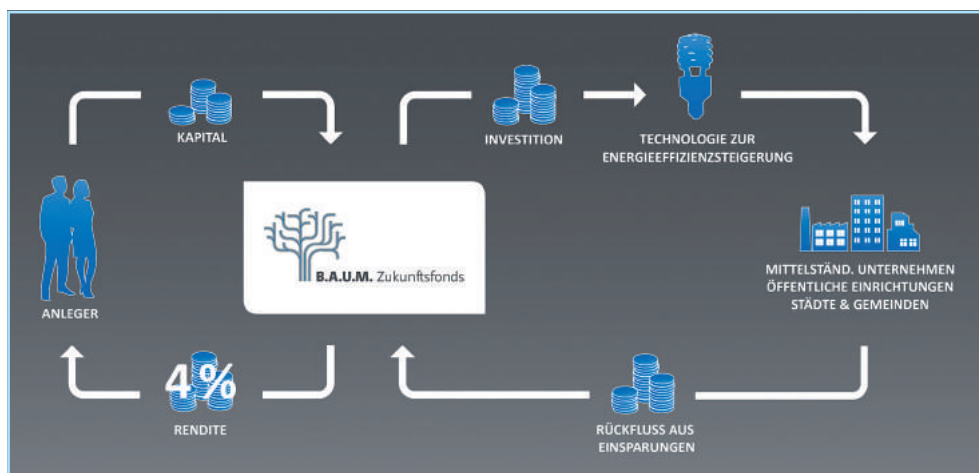 KAPITAL
INVESTITION
TECHNOLOGIE ZUR
ENERGIEEFFIZIENZSTEIGERUNG
ANLEGER
B.A.U.M. Zukunftsfonds
MITTELSTÄND. UNTERNEHMEN
ÖFFENTLICHE EINRICHTUNGEN
STÄDTE & GEMEINDEN
4%
RENDITE
RÜCKFLUSS AUS
EINSPARUNGEN